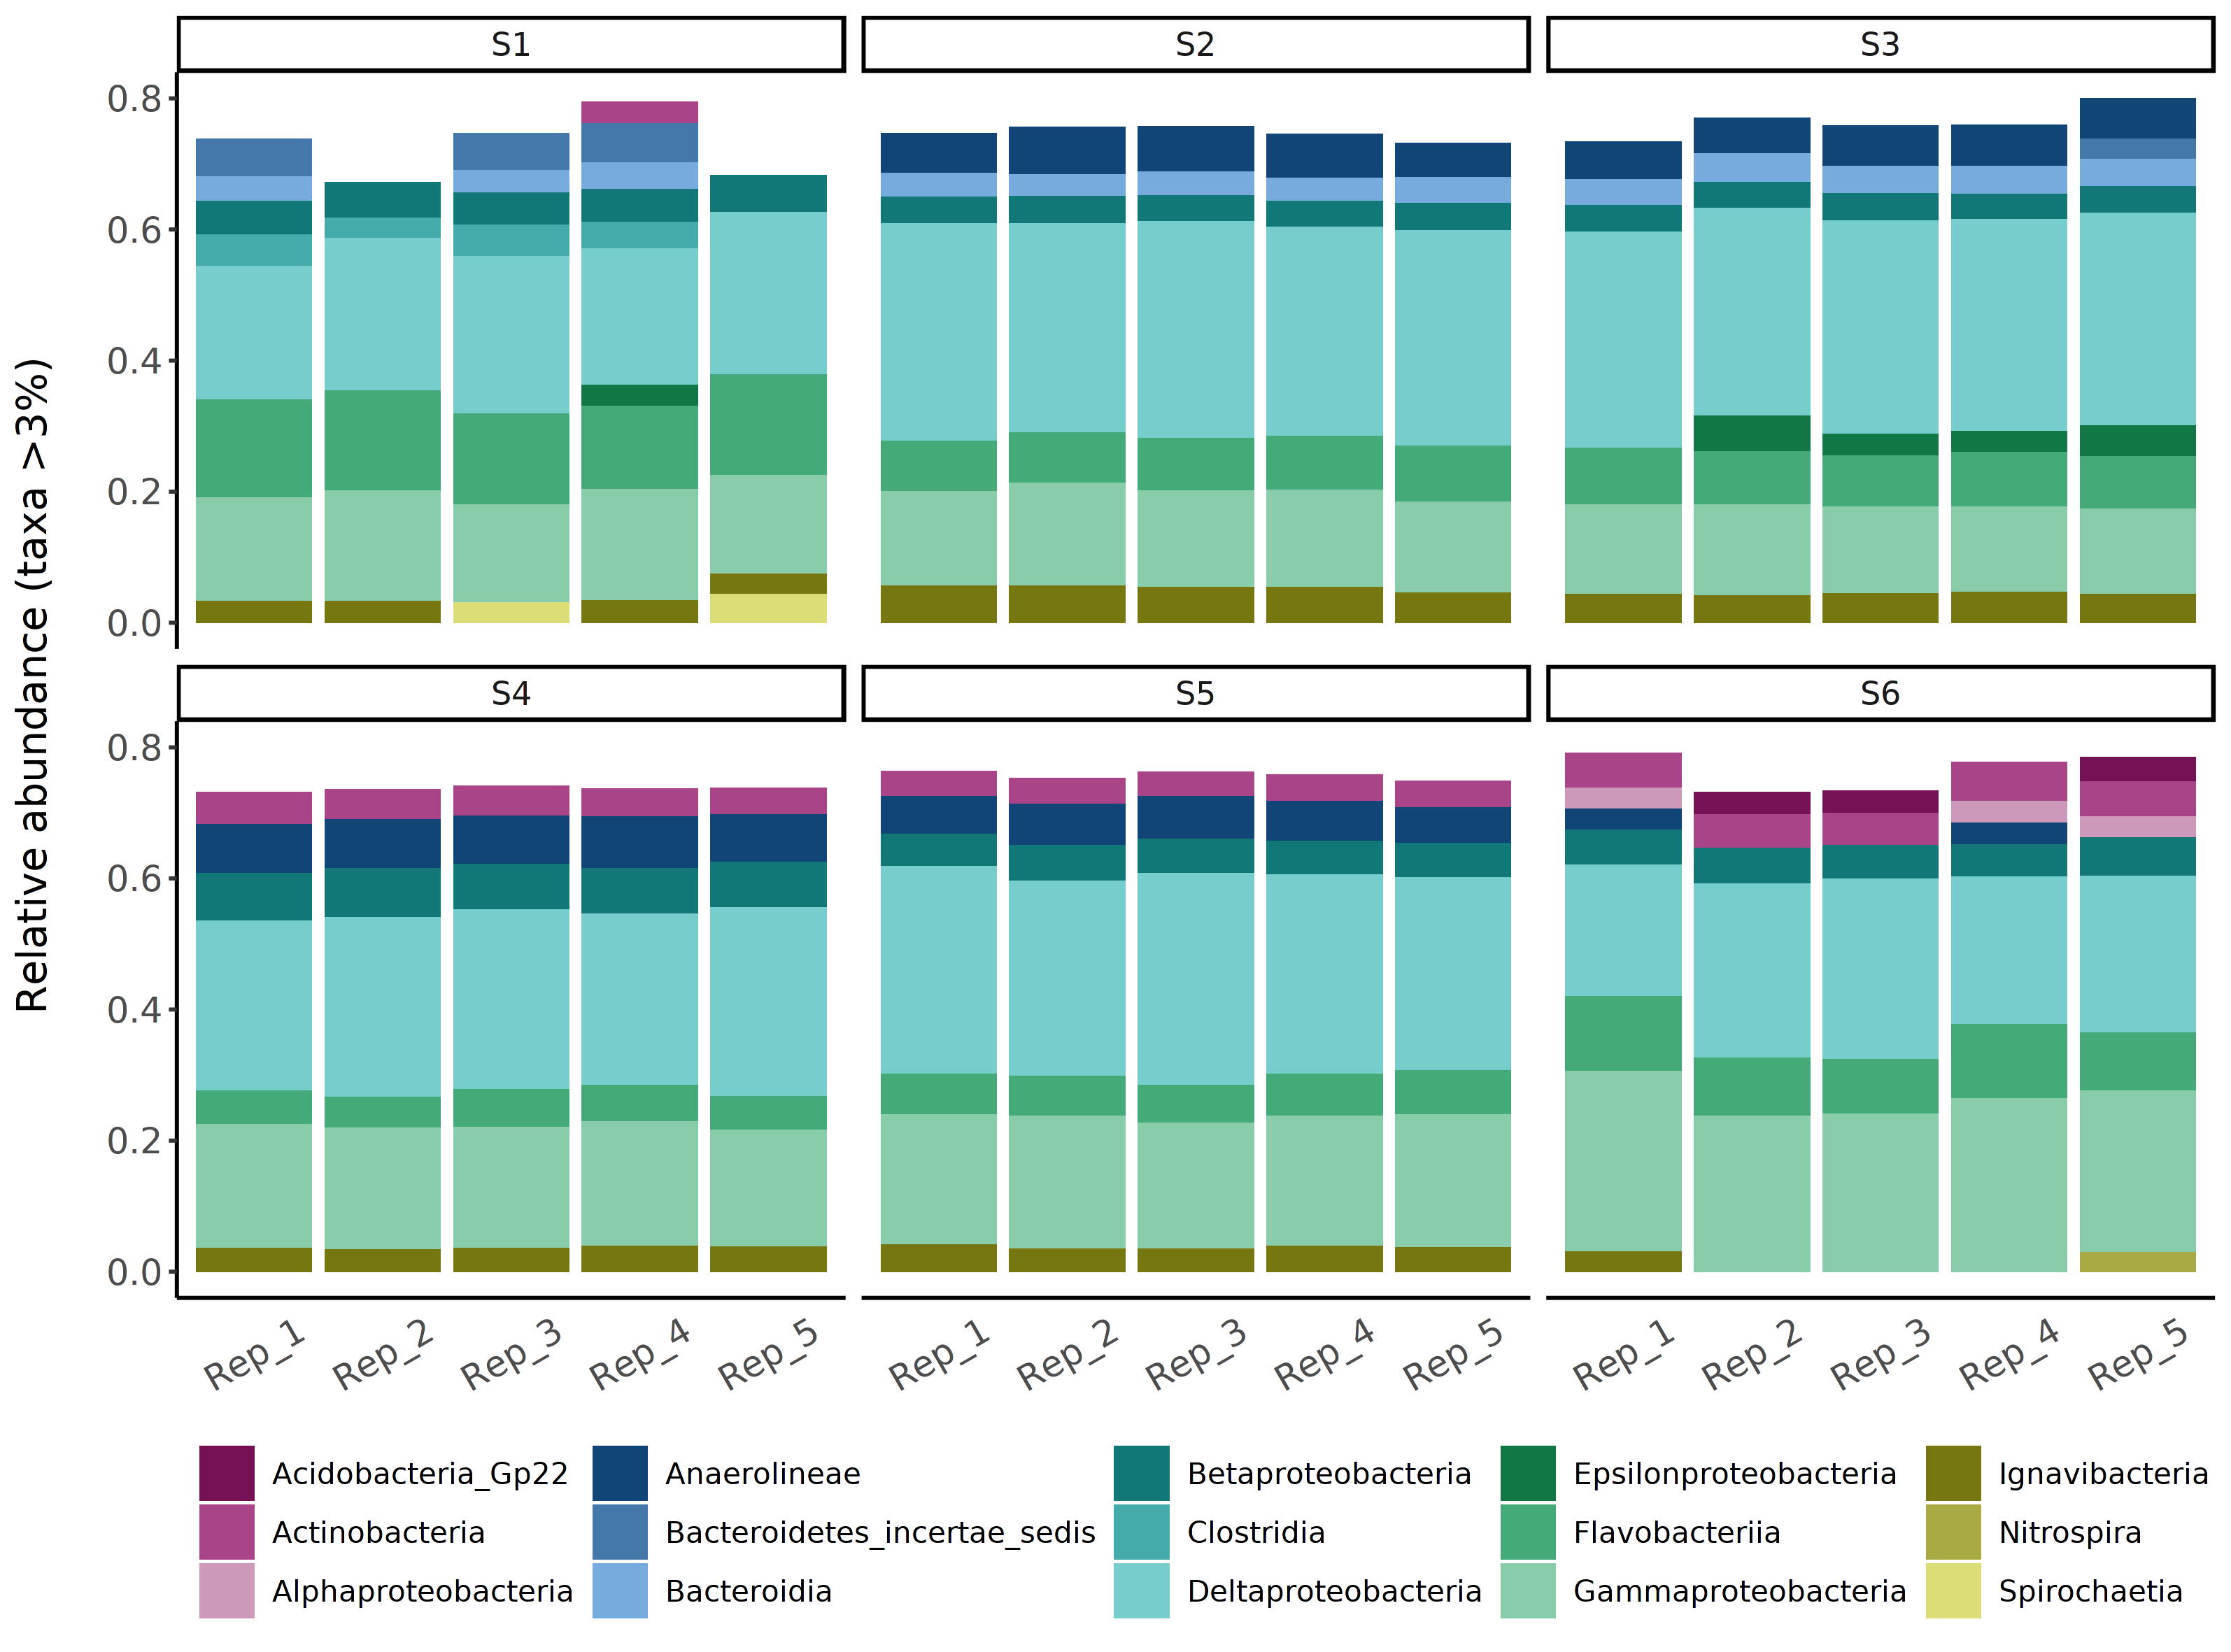 S1 S2 S3
0.8
0.6
0.4
0.2
0.0
Relative abundance (taxa >3%)
S4 S5 S6
0.8
0.6
0.4
0.2
0.0
Rep_1 Rep_2 Rep_3 Rep_4 Rep_5 Rep_1 Rep_2 Rep_3 Rep_4 Rep_5 Rep_1 Rep_2 Rep_3 Rep_4 Rep_5
Acidobacteria_Gp22 Anaerolineae Betaproteobacteria Epsilonproteobacteria Ignavibacteria
Actinobacteria Bacteroidetes_incertae_sedis Clostridia Flavobacteriia Nitrospira
Alphaproteobacteria Bacteroidia Deltaproteobacteria Gammaproteobacteria Spirochaetia